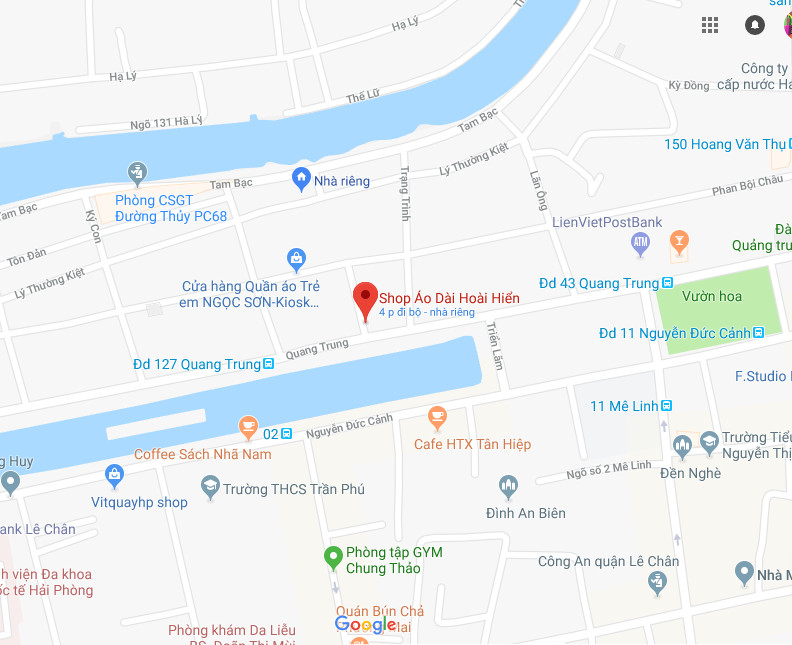 Hạ Lý
Hạ Lý
Thế Lữ
Công ty
Kỳ Đồng
cấp nước
Ngõ 131 Hạ Lý
Tam Bạc
150 Hoang Văn Thụ
Lý Thường Kiệt
Trạng Trình
Lãn Ông
Phan Bội Châu
Nhà riêng
Tam Bạc
Phòng CSGT
Đường Thủy PC68
Tam Bạc
Ký Con
Tôn Đản
Lý Thường Kiệt
LienVietPostBank
ATM
Quảng
Cửa hàng Quần áo Trẻ
em NGỌC SƠN-Kiosk...
Đd 43 Quang Trung
Vườn hoa
Shop Áo Dài Hoài Hiển
4 p đi bộ - nhà riêng
Đd 11 Nguyễn Đức Cảnh
Triển Lãm
Quang Trung
Đd 127 Quang Trung
F.Studio
11 Mê Linh
Nguyễn Đức Cảnh
02
Cafe HTX Tân Hiệp
Coffee Sách Nhã Nam
Trường
Nguyễn
Đền Nghè
Ngõ số 2 Mê Linh
Huy
Trường THCS Trần Phú
Vitquayhp shop
Đình An Biên
Lê Chân
Phòng tập GYM
Chung Thảo
Công An quận Lê Chân
Nhà
viện Đa khoa
tế Hải Phòng
Quán Bún Chả
Mai
Google
Phòng khám Da Liễu
BS. Doãn Thị Mùi